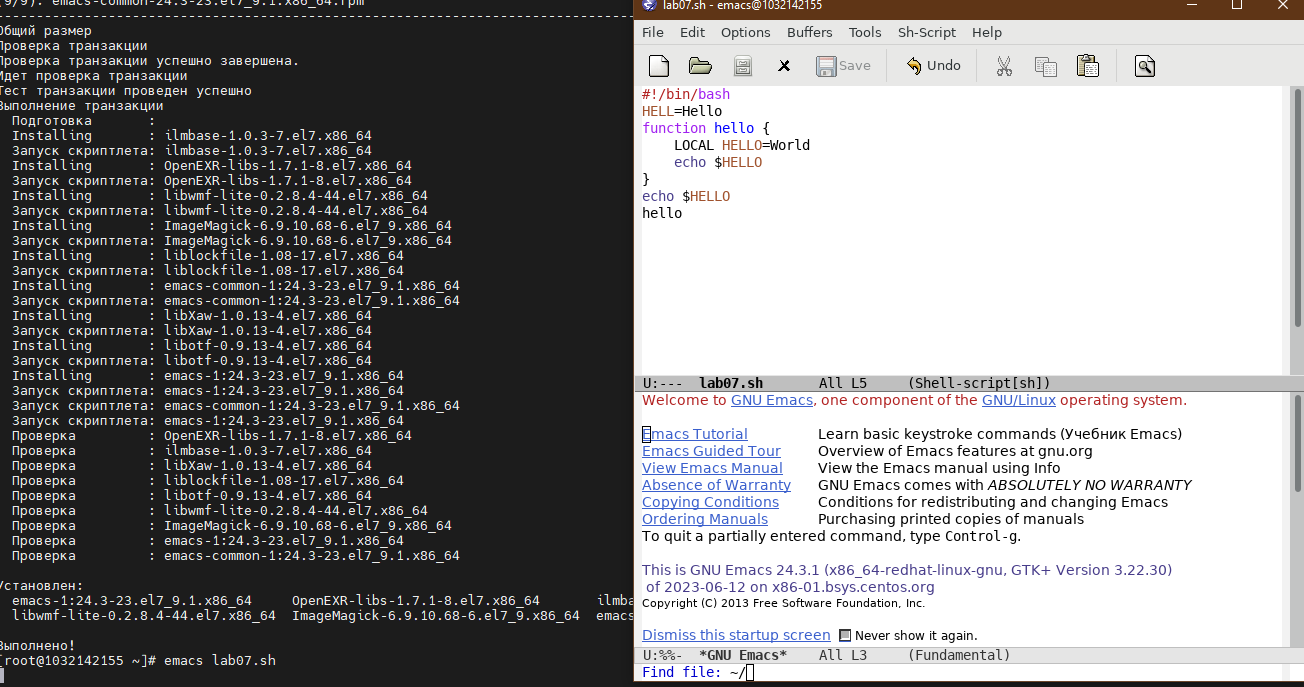 (9/9): emacs-common-24.3-23.el7_9.1.x86_64.rpm
--------------------------------------------------------------------------------
Общий размер
Проверка транзакции
Проверка транзакции успешно завершена.
Идет проверка транзакции
Тест транзакции проведен успешно
Выполнение транзакции
Подготовка :
Installing : ilmbase-1.0.3-7.el7.x86_64
Запуск скриптлета: ilmbase-1.0.3-7.el7.x86_64
Installing : OpenEXR-libs-1.7.1-8.el7.x86_64
Запуск скриптлета: OpenEXR-libs-1.7.1-8.el7.x86_64
Installing : libwmf-lite-0.2.8.4-44.el7.x86_64
Запуск скриптлета: libwmf-lite-0.2.8.4-44.el7.x86_64
Installing : ImageMagick-6.9.10.68-6.el7_9.x86_64
Запуск скриптлета: ImageMagick-6.9.10.68-6.el7_9.x86_64
Installing : liblockfile-1.08-17.el7.x86_64
Запуск скриптлета: liblockfile-1.08-17.el7.x86_64
Installing : emacs-common-1:24.3-23.el7_9.1.x86_64
Запуск скриптлета: emacs-common-1:24.3-23.el7_9.1.x86_64
Installing : libXaw-1.0.13-4.el7.x86_64
Запуск скриптлета: libXaw-1.0.13-4.el7.x86_64
Installing : libotf-0.9.13-4.el7.x86_64
Запуск скриптлета: libotf-0.9.13-4.el7.x86_64
Installing : emacs-1:24.3-23.el7_9.1.x86_64
Запуск скриптлета: emacs-1:24.3-23.el7_9.1.x86_64
Запуск скриптлета: emacs-common-1:24.3-23.el7_9.1.x86_64
Запуск скриптлета: emacs-1:24.3-23.el7_9.1.x86_64
Проверка : OpenEXR-libs-1.7.1-8.el7.x86_64
Проверка : ilmbase-1.0.3-7.el7.x86_64
Проверка : libXaw-1.0.13-4.el7.x86_64
Проверка : liblockfile-1.08-17.el7.x86_64
Проверка : libotf-0.9.13-4.el7.x86_64
Проверка : libwmf-lite-0.2.8.4-44.el7.x86_64
Проверка : ImageMagick-6.9.10.68-6.el7_9.x86_64
Проверка : emacs-1:24.3-23.el7_9.1.x86_64
Проверка : emacs-common-1:24.3-23.el7_9.1.x86_64
Установлен:
emacs-1:24.3-23.el7_9.1.x86_64 OpenEXR-libs-1.7.1-8.el7.x86_64 ilmba
libwmf-lite-0.2.8.4-44.el7.x86_64 ImageMagick-6.9.10.68-6.el7_9.x86_64 emacs
Выполнено!
[root@1032142155 ~]# emacs lab07.sh
lab07.sh - emacs@1032142155
File Edit Options Buffers Tools Sh-Script Help
Save Undo
#!/bin/bash
HELL=Hello
function hello {
    LOCAL HELLO=World
    echo $HELLO
}
echo $HELLO
hello
U:--- lab07.sh All L5 (Shell-script[sh])
Welcome to GNU Emacs, one component of the GNU/Linux operating system.
Emacs Tutorial Learn basic keystroke commands (Учебник Emacs)
Emacs Guided Tour Overview of Emacs features at gnu.org
View Emacs Manual View the Emacs manual using Info
Absence of Warranty GNU Emacs comes with ABSOLUTELY NO WARRANTY
Copying Conditions Conditions for redistributing and changing Emacs
Ordering Manuals Purchasing printed copies of manuals
To quit a partially entered command, type Control-g.
This is GNU Emacs 24.3.1 (x86_64-redhat-linux-gnu, GTK+ Version 3.22.30)
of 2023-06-12 on x86-01.bsys.centos.org
Copyright (C) 2013 Free Software Foundation, Inc.
Dismiss this startup screen Never show it again.
U:%%- *GNU Emacs* All L3 (Fundamental)
Find file: ~/